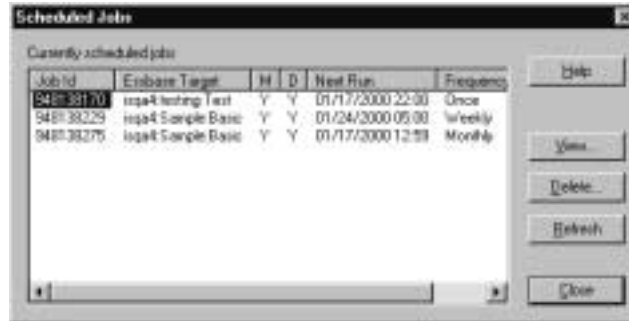 Scheduled Jobs
Currently scheduled jobs
Help
Job Id Essbase Target M D Next Run Frequency
948138170 isqa4:testing:Test Y Y 01/17/2000 22:00 Once
948138229 isqa4:Sample:Basic Y Y 01/24/2000 05:00 Weekly
948138275 isqa4:Sample:Basic Y Y 01/17/2000 12:59 Monthly
View...
Delete...
Refresh
Close